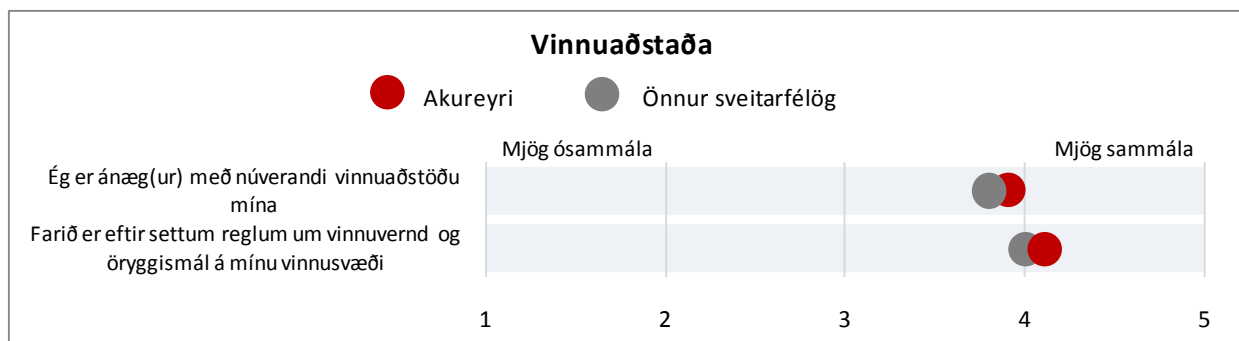 Vinnuaðstaða
Akureyri
Önnur sveitarfélög
Mjög ósammála
Mjög sammála
Ég er ánæg(ur) með núverandi vinnuaðstöðu
mína
Farið er eftir settum reglum um vinnuvernd og
öryggismál á mínu vinnusvæði
1 2 3 4 5